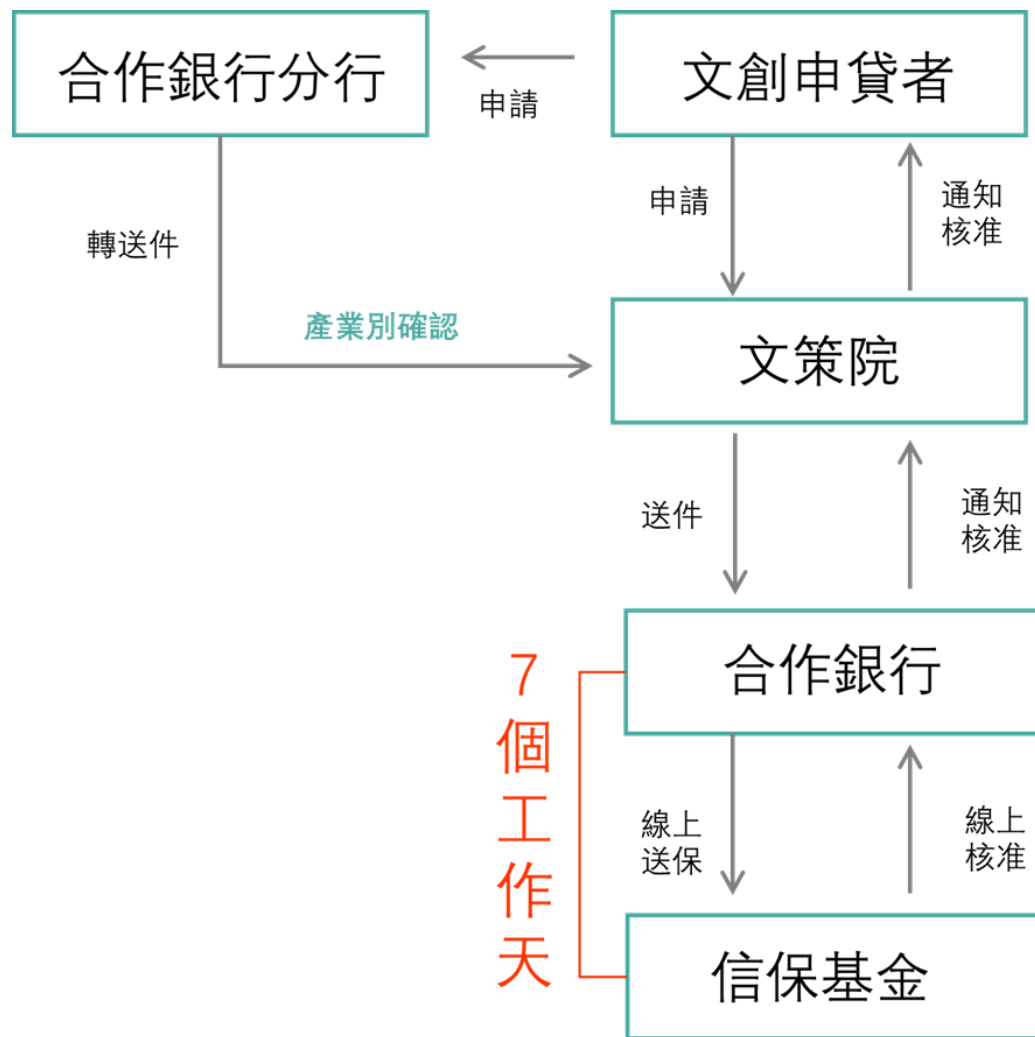 合作銀行分行
申請
文創申貸者
申請
通知
核准
轉送件
產業別確認
文策院
送件
通知
核准
7
個
工
作
天
合作銀行
線上
送保
線上
核准
信保基金